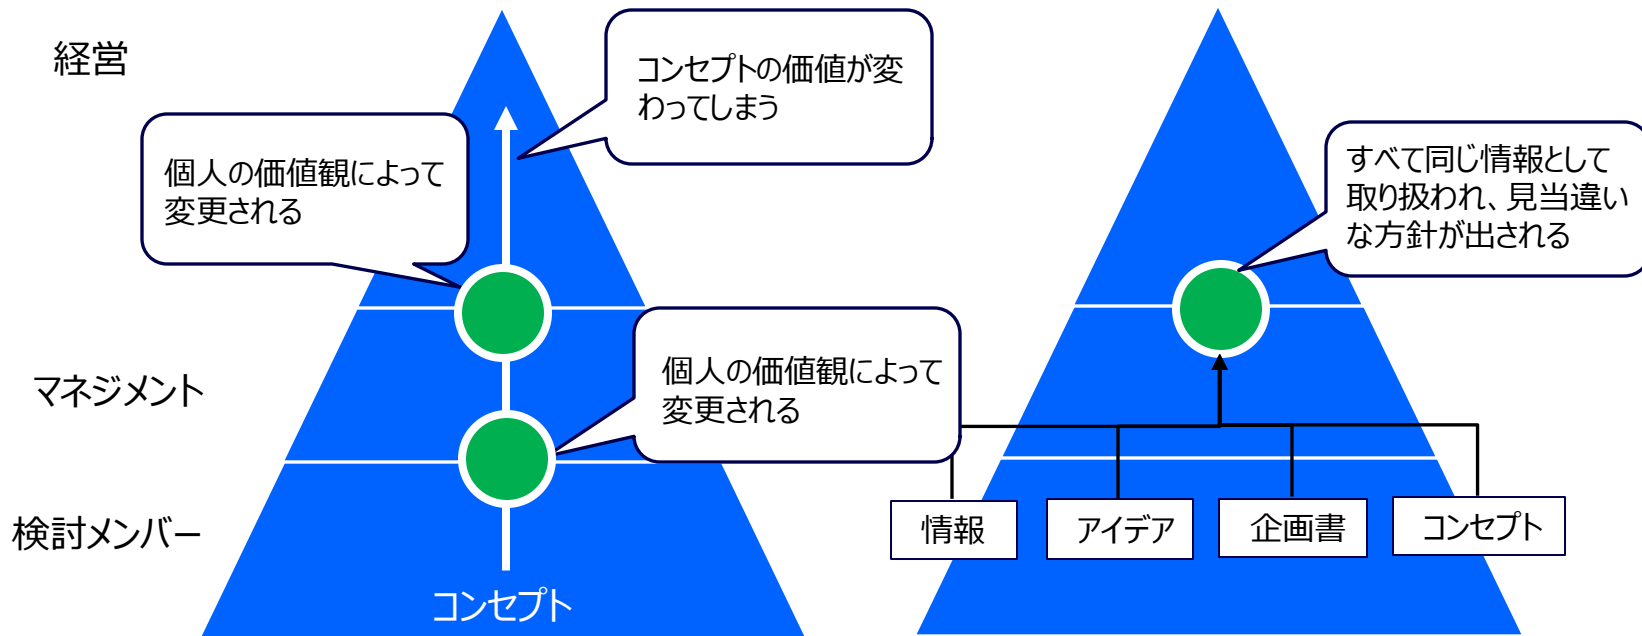 経営
コンセプトの価値が変
わってしまう
個人の価値観によって
変更される
すべて同じ情報として
取り扱われ、見当違い
な方針が出される
マネジメント
個人の価値観によって
変更される
検討メンバー
情報
アイデア
企画書
コンセプト
コンセプト